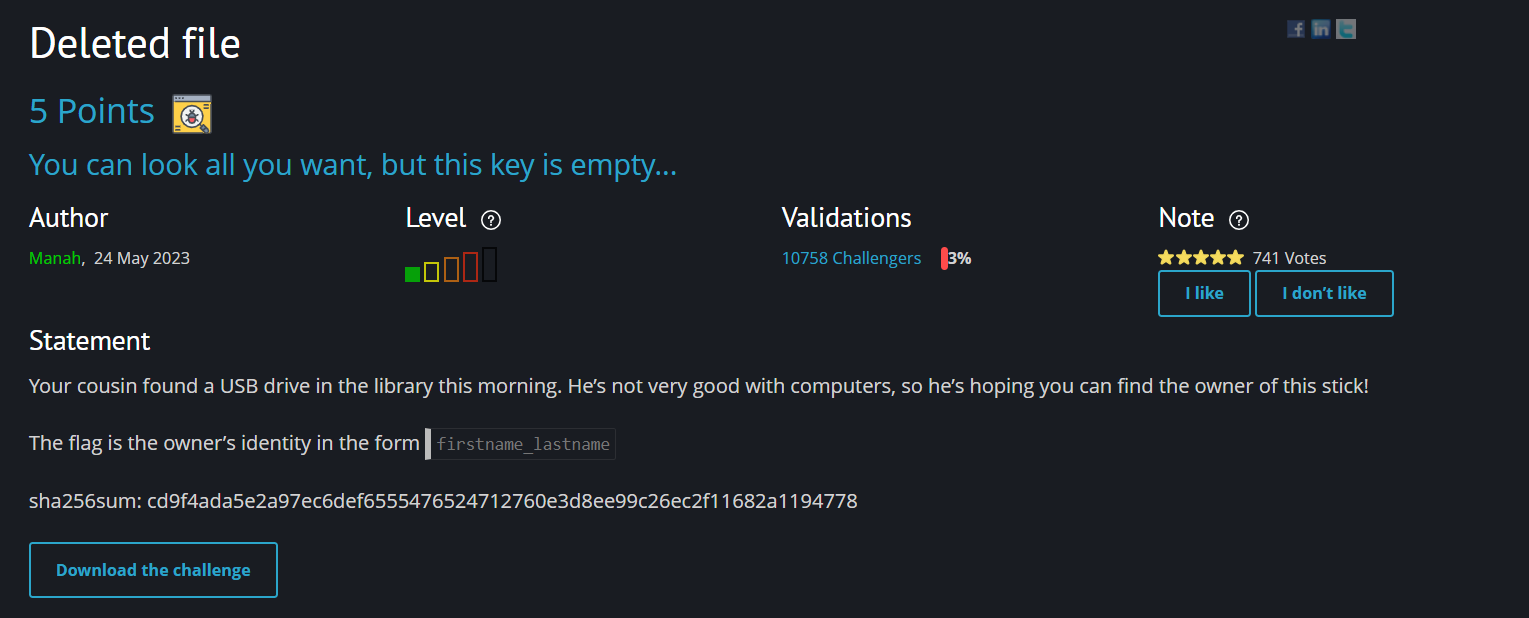 Deleted file
5 Points
You can look all you want, but this key is empty...
Author Level ? Validations Note ?
Manah, 24 May 2023 10758 Challengers 3% 741 Votes
I like I don't like
Statement
Your cousin found a USB drive in the library this morning. He's not very good with computers, so he's hoping you can find the owner of this stick!
The flag is the owner's identity in the form firstname_lastname
sha256sum: cd9f4ada5e2a97ec6def6555476524712760e3d8ee99c26ec2f11682a1194778
Download the challenge